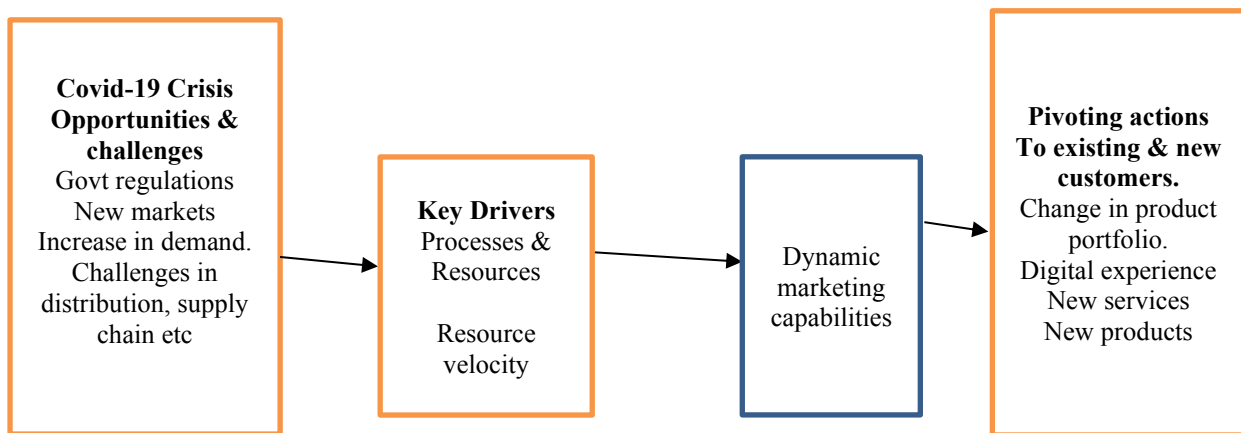 Covid-19 Crisis
Opportunities &
challenges
Govt regulations
New markets
Increase in demand.
Challenges in
distribution, supply
chain etc
Key Drivers
Processes &
Resources
Resource
velocity
Dynamic
marketing
capabilities
Pivoting actions
To existing & new
customers.
Change in product
portfolio.
Digital experience
New services
New products